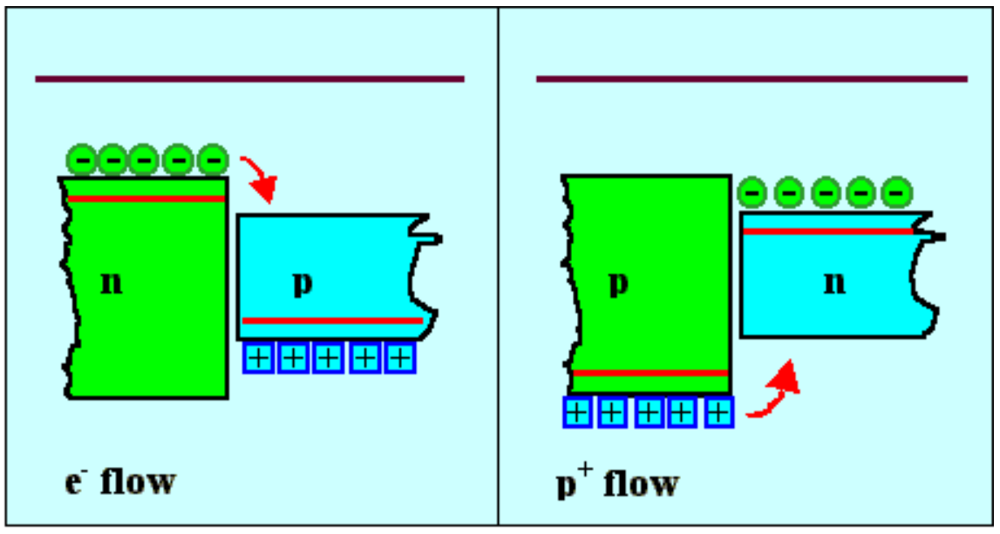 − − − − −
n
p
+ + + + +
e⁻ flow
− − − − −
p
n
+ + + + +
p⁺ flow